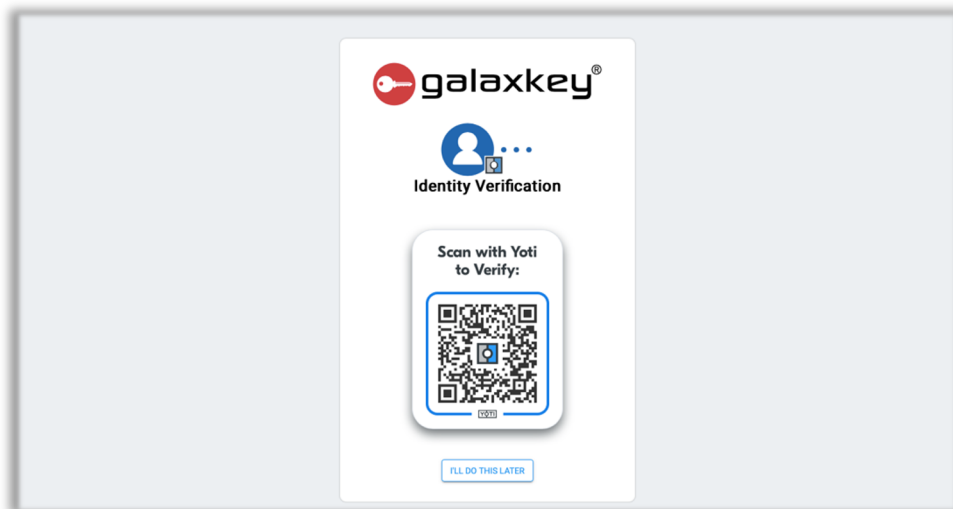 galaxkey®
Identity Verification
Scan with Yoti
to Verify:
YOTI
I'LL DO THIS LATER